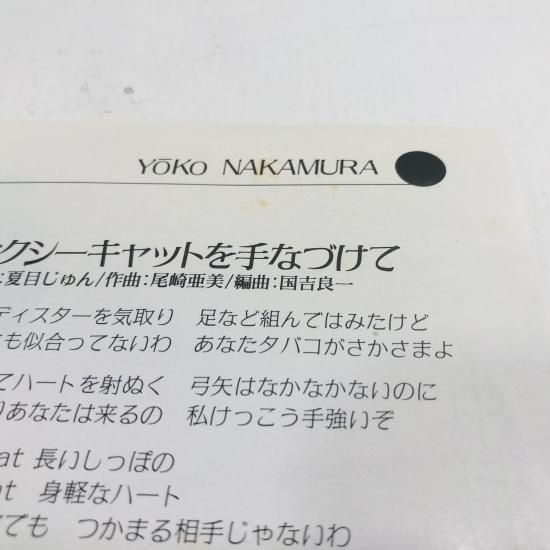 YŌKO NAKAMURA
クシーキャットを手なづけて
夏目じゅん/作曲:尾崎亜美/編曲:国吉良一
ディスターを気取り 足など組んではみたけど
も似合ってないわ あなたタバコがさかさまよ
てハートを射ぬく 弓矢はなかなかないのに
りあなたは来るの 私けっこう手強いぞ
at 長いしっぽの
at 身軽なハート
てでも つかまる相手じゃないわ